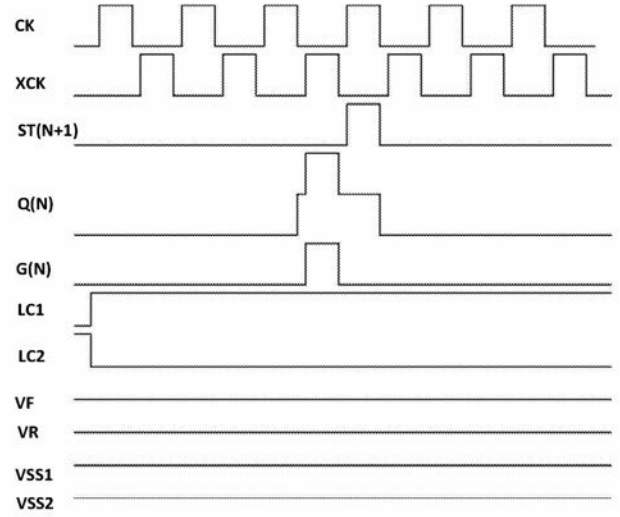 CK
XCK
ST(N+1)
Q(N)
G(N)
LC1
LC2
VF
VR
VSS1
VSS2